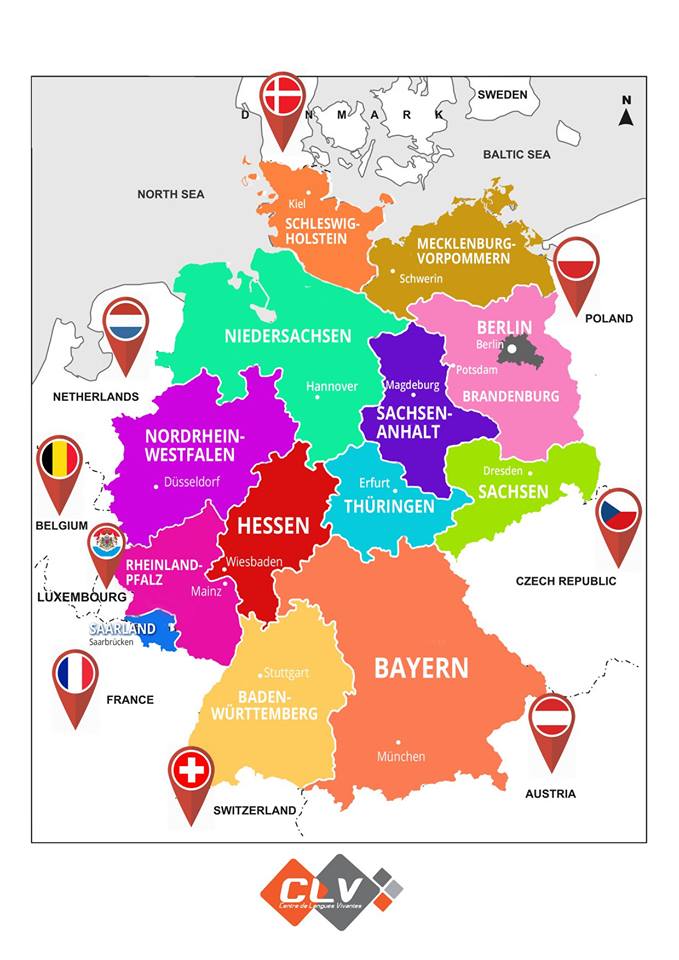 SWEDEN
N
D NMARK
BALTIC SEA
NORTH SEA
Kiel
SCHLESWIG-
HOLSTEIN
MECKLENBURG-
VORPOMMERN
Schwerin
POLAND
NIEDERSACHSEN
BERLIN
Berlin
Potsdam
BRANDENBURG
NETHERLANDS
Hannover
Magdeburg
SACHSEN-
ANHALT
NORDRHEIN-
WESTFALEN
Düsseldorf
Dresden
SACHSEN
Erfurt
THÜRINGEN
BELGIUM
HESSEN
Wiesbaden
RHEINLAND-
PFALZ
Mainz
CZECH REPUBLIC
LUXEMBOURG
SAARLAND
Saarbrücken
BAYERN
Stuttgart
BADEN-
WÜRTTEMBERG
FRANCE
München
AUSTRIA
SWITZERLAND
CLV
Centre de Langues Vivantes